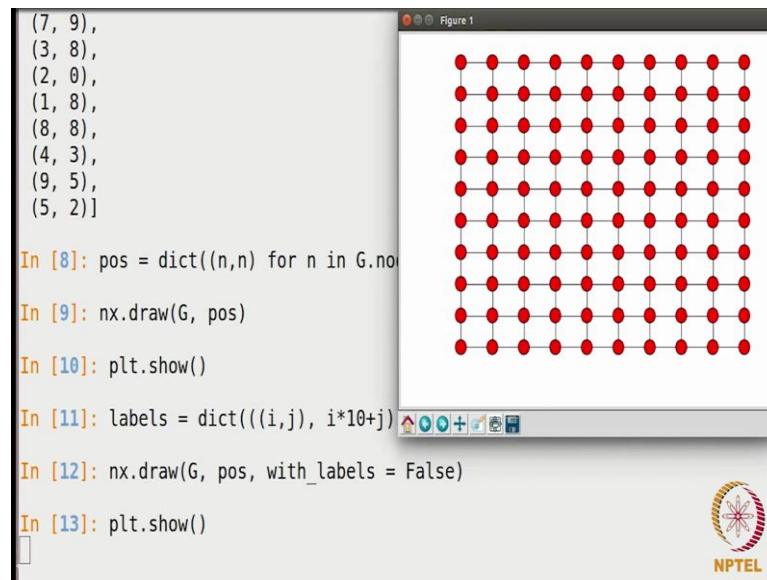 (7, 9),
(3, 8),
(2, 0),
(1, 8),
(8, 8),
(4, 3),
(9, 5),
(5, 2)]
In [8]: pos = dict((n,n) for n in G.no
In [9]: nx.draw(G, pos)
In [10]: plt.show()
In [11]: labels = dict(((i,j), i*10+j)
In [12]: nx.draw(G, pos, with_labels = False)
In [13]: plt.show()
Figure 1
NPTEL